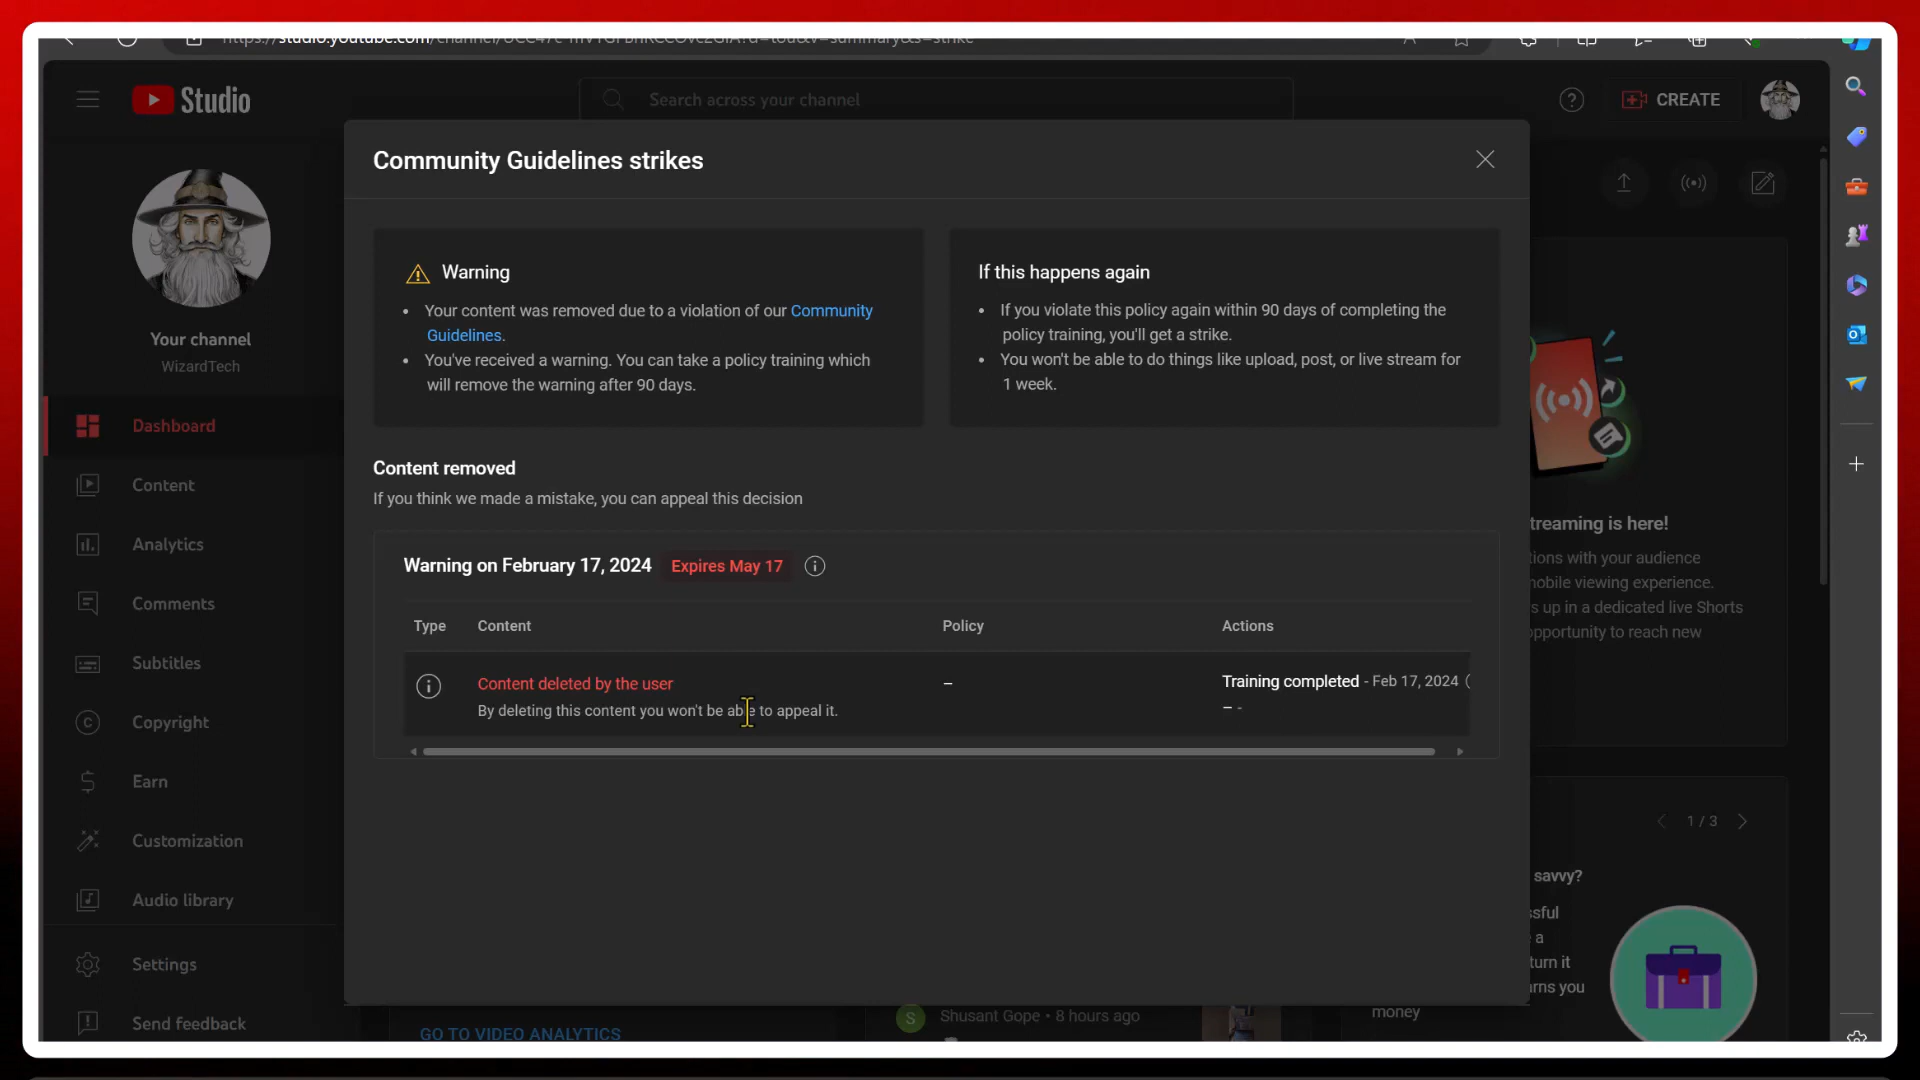 Studio
Search across your channel
CREATE
Community Guidelines strikes
Warning
Your content was removed due to a violation of our Community
Guidelines.
You've received a warning. You can take a policy training which
will remove the warning after 90 days.
If this happens again
If you violate this policy again within 90 days of completing the
policy training, you'll get a strike.
You won't be able to do things like upload, post, or live stream for
1 week.
Your channel
WizardTech
Dashboard
Content
Analytics
Comments
Subtitles
Copyright
Earn
Customization
Audio library
Settings
Send feedback
Content removed
If you think we made a mistake, you can appeal this decision
Warning on February 17, 2024 Expires May 17
Type Content Policy Actions
Content deleted by the user – Training completed - Feb 17, 2024
By deleting this content you won't be able to appeal it. – -
treaming is here!
tions with your audience
mobile viewing experience.
s up in a dedicated live Shorts
opportunity to reach new
1 / 3
savvy?
ssful
a
turn it
rns you
money
GO TO VIDEO ANALYTICS
S Shusant Gope • 8 hours ago